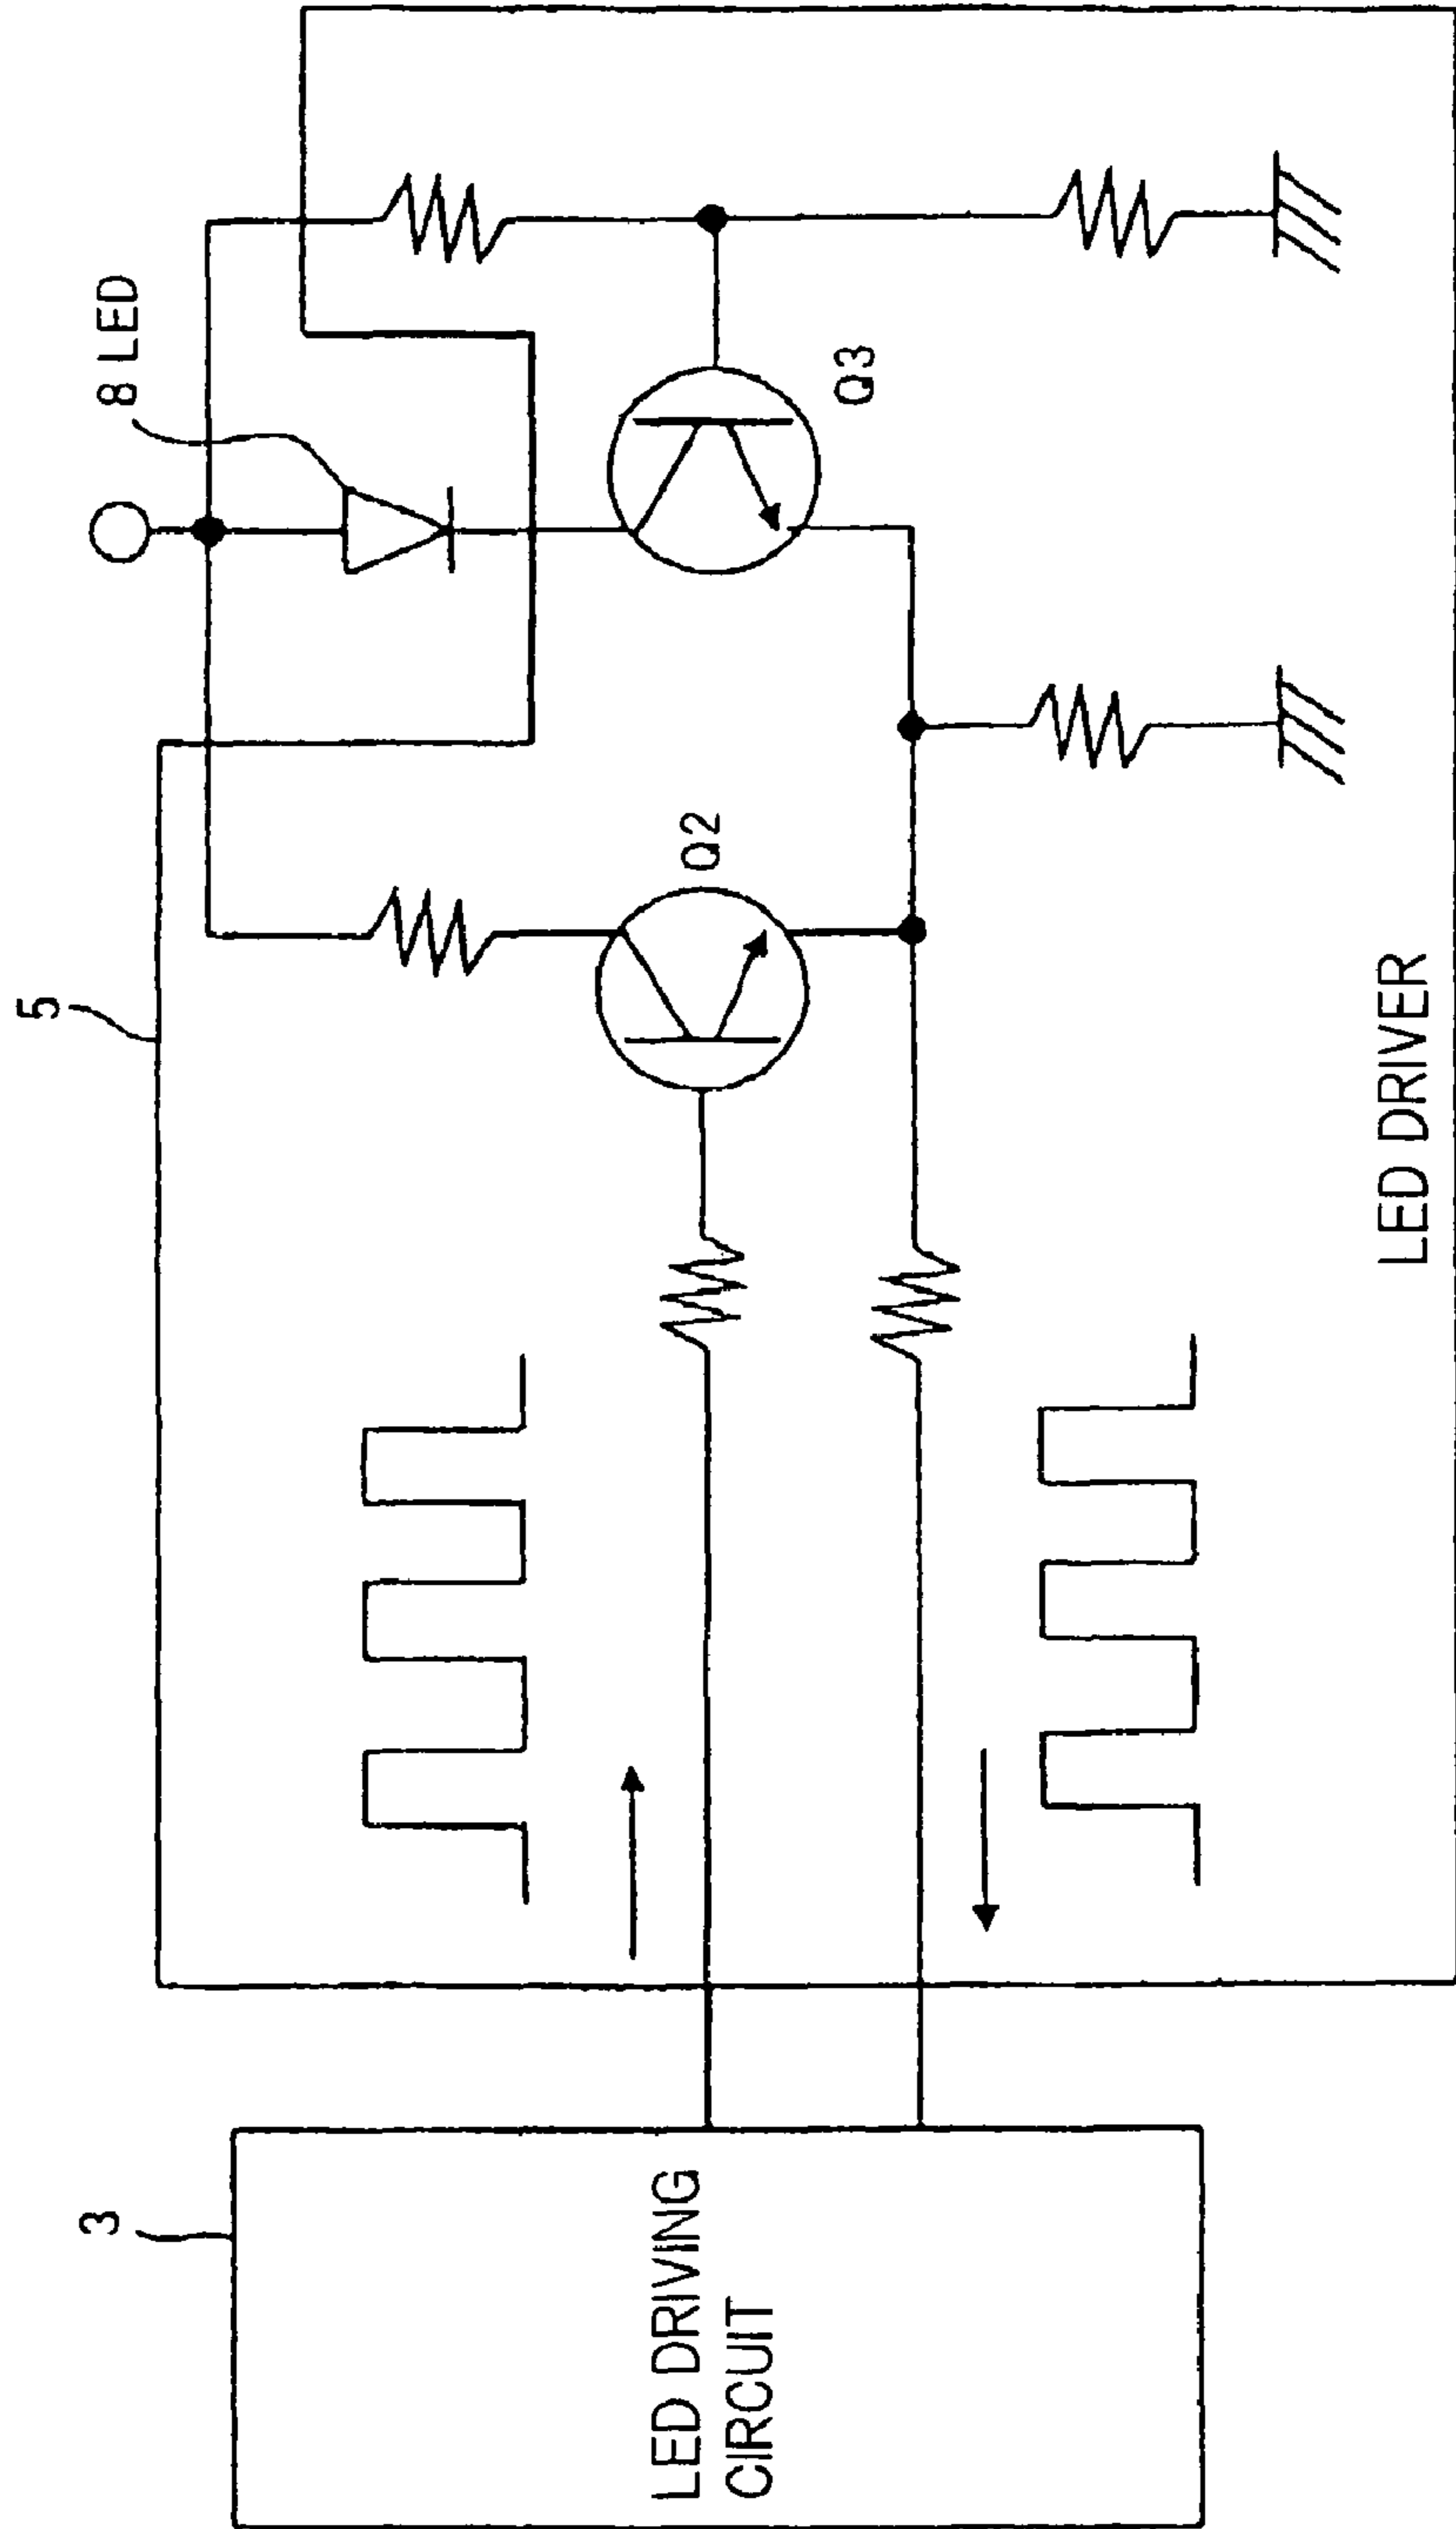 3
LED DRIVING
CIRCUIT
5
8 LED
Q2
Q3
LED DRIVER